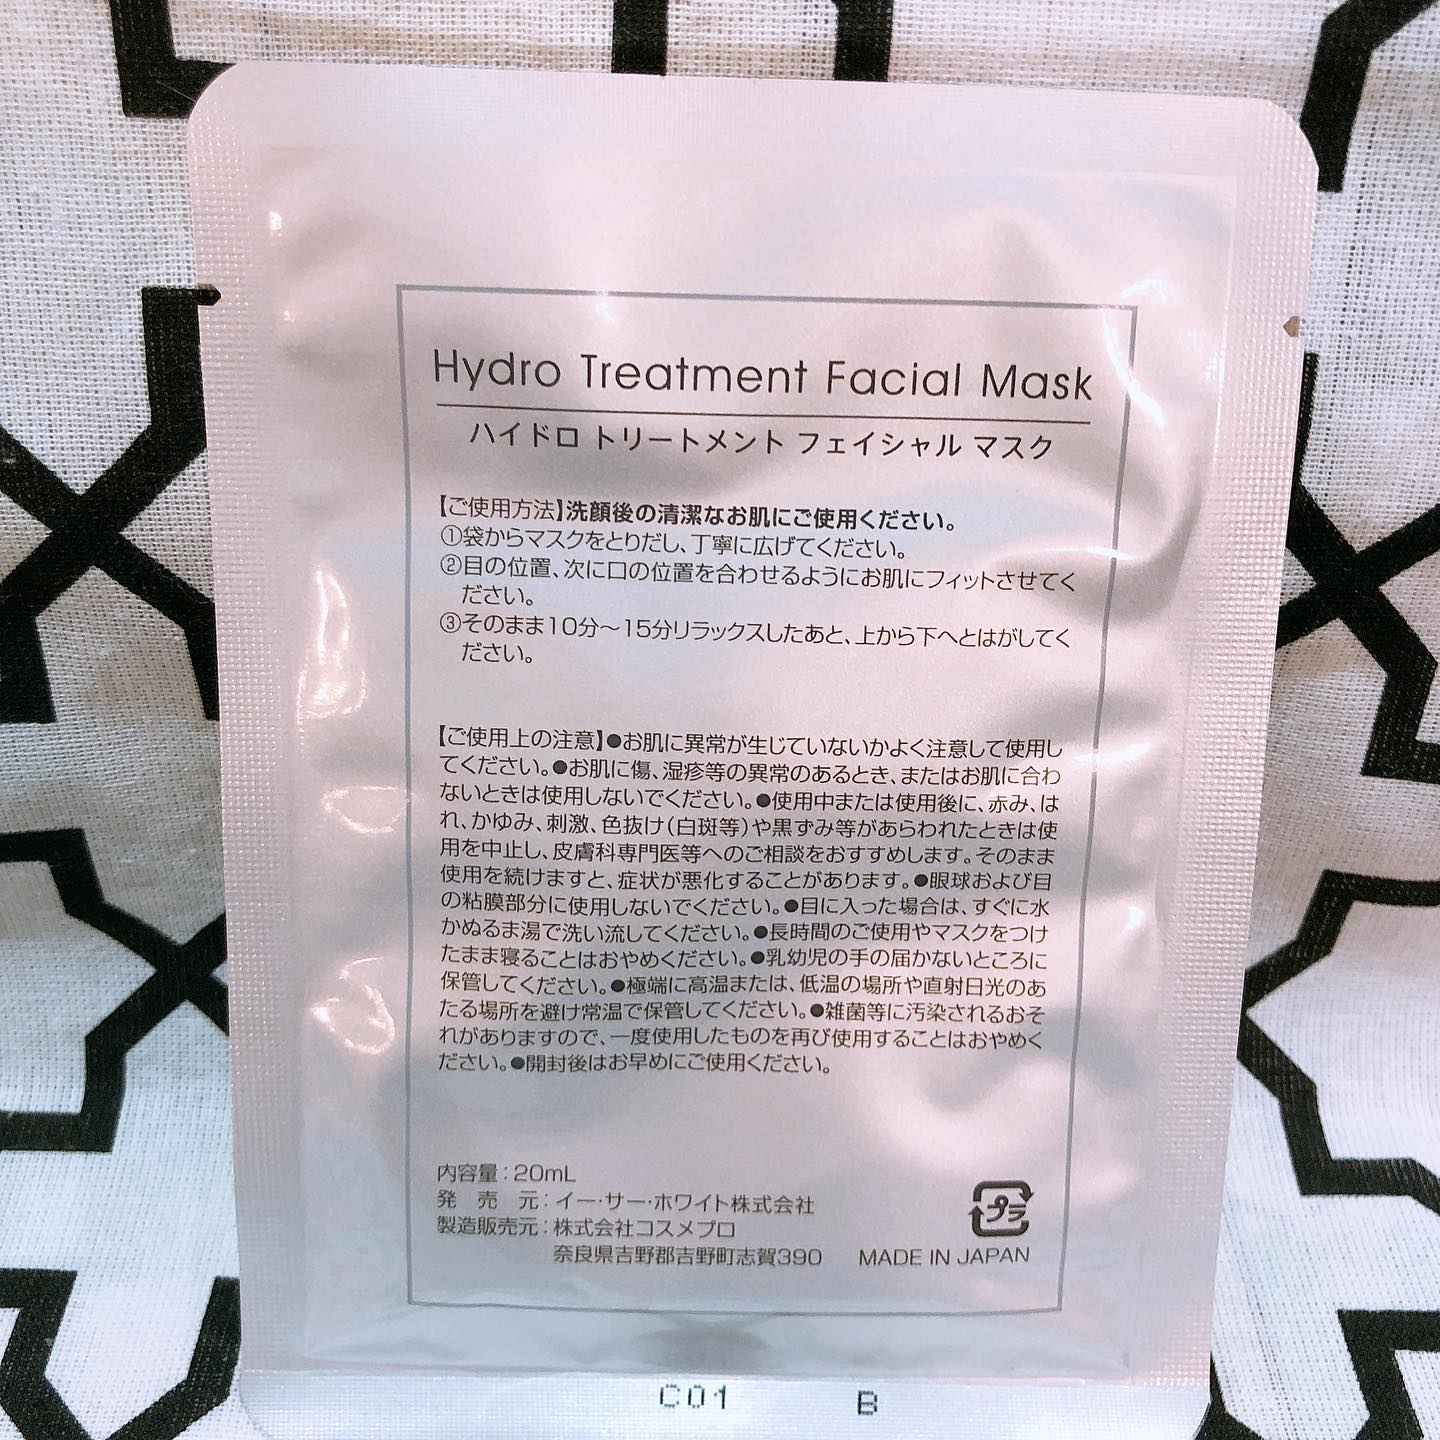 Hydro Treatment Facial Mask
ハイドロ トリートメント フェイシャル マスク
【ご使用方法】洗顔後の清潔なお肌にご使用ください。
①袋からマスクをとりだし、丁寧に広げてください。
②目の位置、次に口の位置を合わせるようにお肌にフィットさせてく
ださい。
③そのまま10分〜15分リラックスしたあと、上から下へとはがしてく
ださい。
【ご使用上の注意】●お肌に異常が生じていないかよく注意して使用し
てください。●お肌に傷、湿疹等の異常のあるとき、またはお肌に合わ
ないときは使用しないでください。●使用中または使用後に、赤み、は
れ、かゆみ、刺激、色抜け(白斑等)や黒ずみ等があらわれたときは使
用を中止し、皮膚科専門医等へのご相談をおすすめします。そのまま
使用を続けますと、症状が悪化することがあります。●眼球および目
の粘膜部分に使用しないでください。●目に入った場合は、すぐに水
かぬるま湯で洗い流してください。●長時間のご使用やマスクをつけ
たまま寝ることはおやめください。●乳幼児の手の届かないところに
保管してください。●極端に高温または、低温の場所や直射日光のあ
たる場所を避け常温で保管してください。●雑菌等に汚染されるおそ
れがありますので、一度使用したものを再び使用することはおやめく
ださい。●開封後はお早めにご使用ください。
内容量:20mL
発 売 元:イー・サー・ホワイト株式会社
製造販売元:株式会社コスメプロ
奈良県吉野郡吉野町志賀390
プラ
MADE IN JAPAN
C01 B